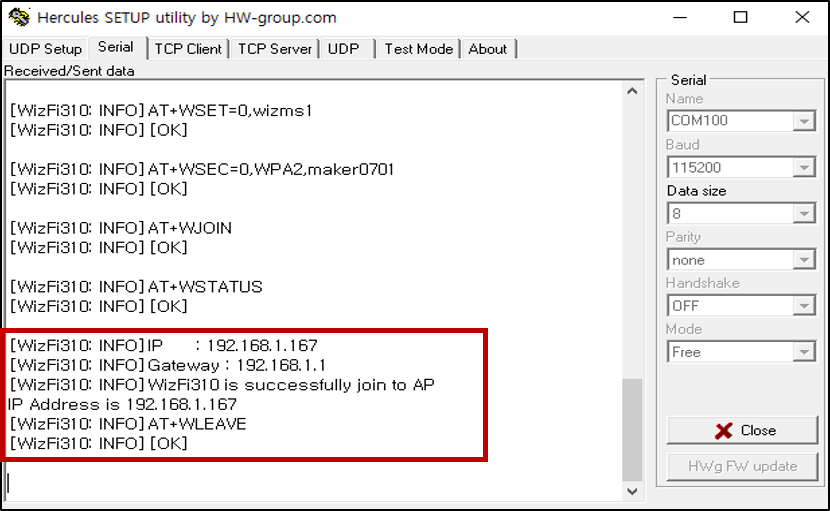 Hercules SETUP utility by HW-group.com
UDP Setup Serial TCP Client TCP Server UDP Test Mode About
Received/Sent data
[WizFi310: INFO] AT+WSET=0,wizms1
[WizFi310: INFO] [OK]
[WizFi310: INFO] AT+WSEC=0,WPA2,maker0701
[WizFi310: INFO] [OK]
[WizFi310: INFO] AT+WJOIN
[WizFi310: INFO] [OK]
[WizFi310: INFO] AT+WSTATUS
[WizFi310: INFO] [OK]
[WizFi310: INFO] IP : 192.168.1.167
[WizFi310: INFO] Gateway : 192.168.1.1
[WizFi310: INFO] WizFi310 is successfully join to AP
IP Address is 192.168.1.167
[WizFi310: INFO] AT+WLEAVE
[WizFi310: INFO] [OK]
Serial
Name
COM100
Baud
115200
Data size
8
Parity
none
Handshake
OFF
Mode
Free
Close
HWg FW update